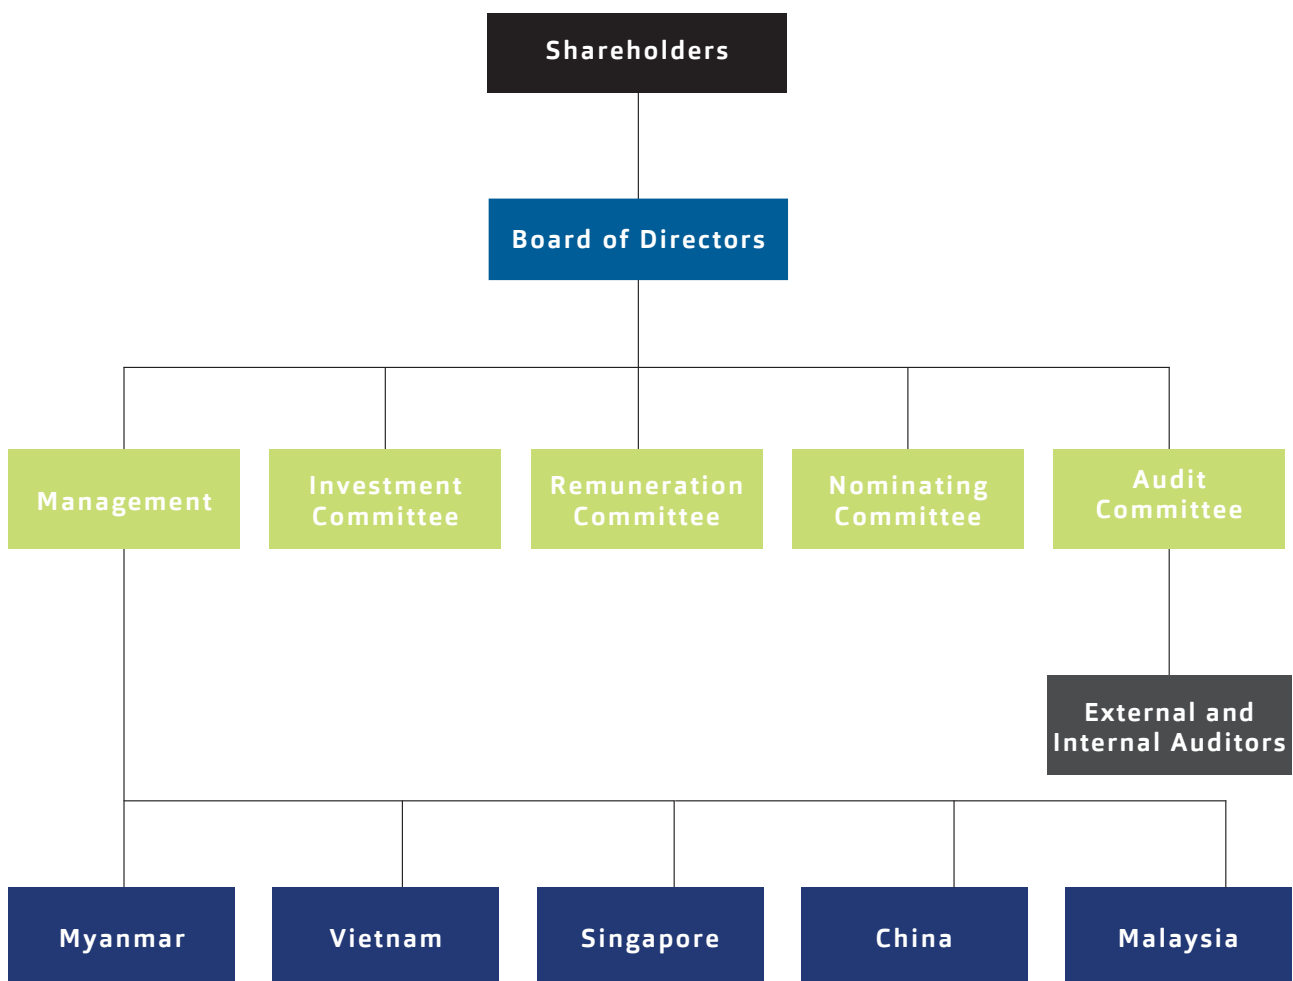 Shareholders
Board of Directors
Management
Investment
Committee
Remuneration
Committee
Nominating
Committee
Audit
Committee
External and
Internal Auditors
Myanmar
Vietnam
Singapore
China
Malaysia